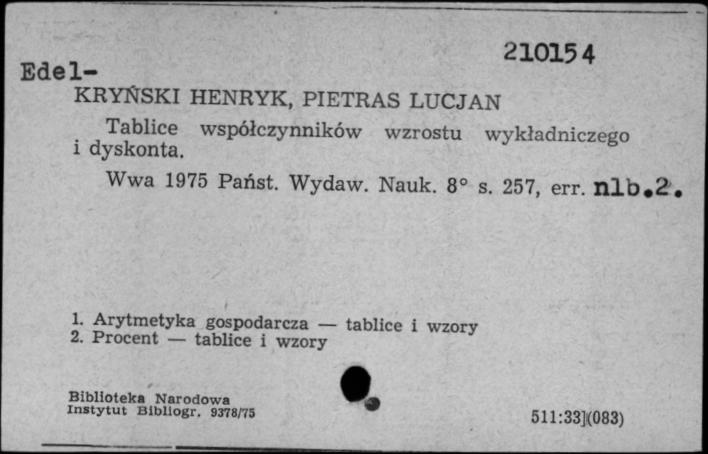 210154
Edel-
KRYŃSKI HENRYK, PIETRAS LUCJAN
Tablice współczynników wzrostu wykładniczego
i dyskonta.
Wwa 1975 Państ. Wydaw. Nauk. 8° s. 257, err. nlb.2.
1. Arytmetyka gospodarcza — tablice i wzory
2. Procent — tablice i wzory
Biblioteka Narodowa
Instytut Bibliogr. 9378/75
511:33](083)